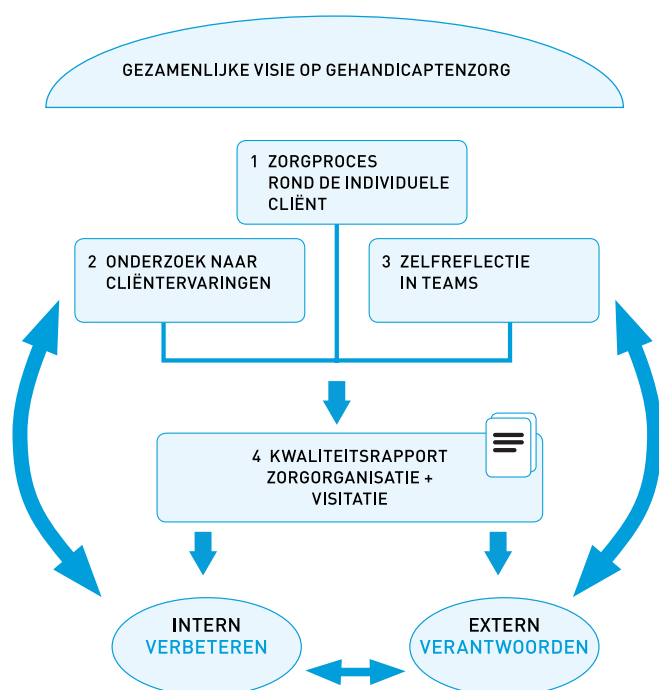 GEZAMENLIJKE VISIE OP GEHANDICAPTENZORG
1 ZORGPROCES
ROND DE INDIVIDUELE
CLIËNT
2 ONDERZOEK NAAR
CLIËNTERVARINGEN
3 ZELFREFLECTIE
IN TEAMS
4 KWALITEITSRAPPORT
ZORGORGANISATIE +
VISITATIE
INTERN
VERBETEREN
EXTERN
VERANTWOORDEN